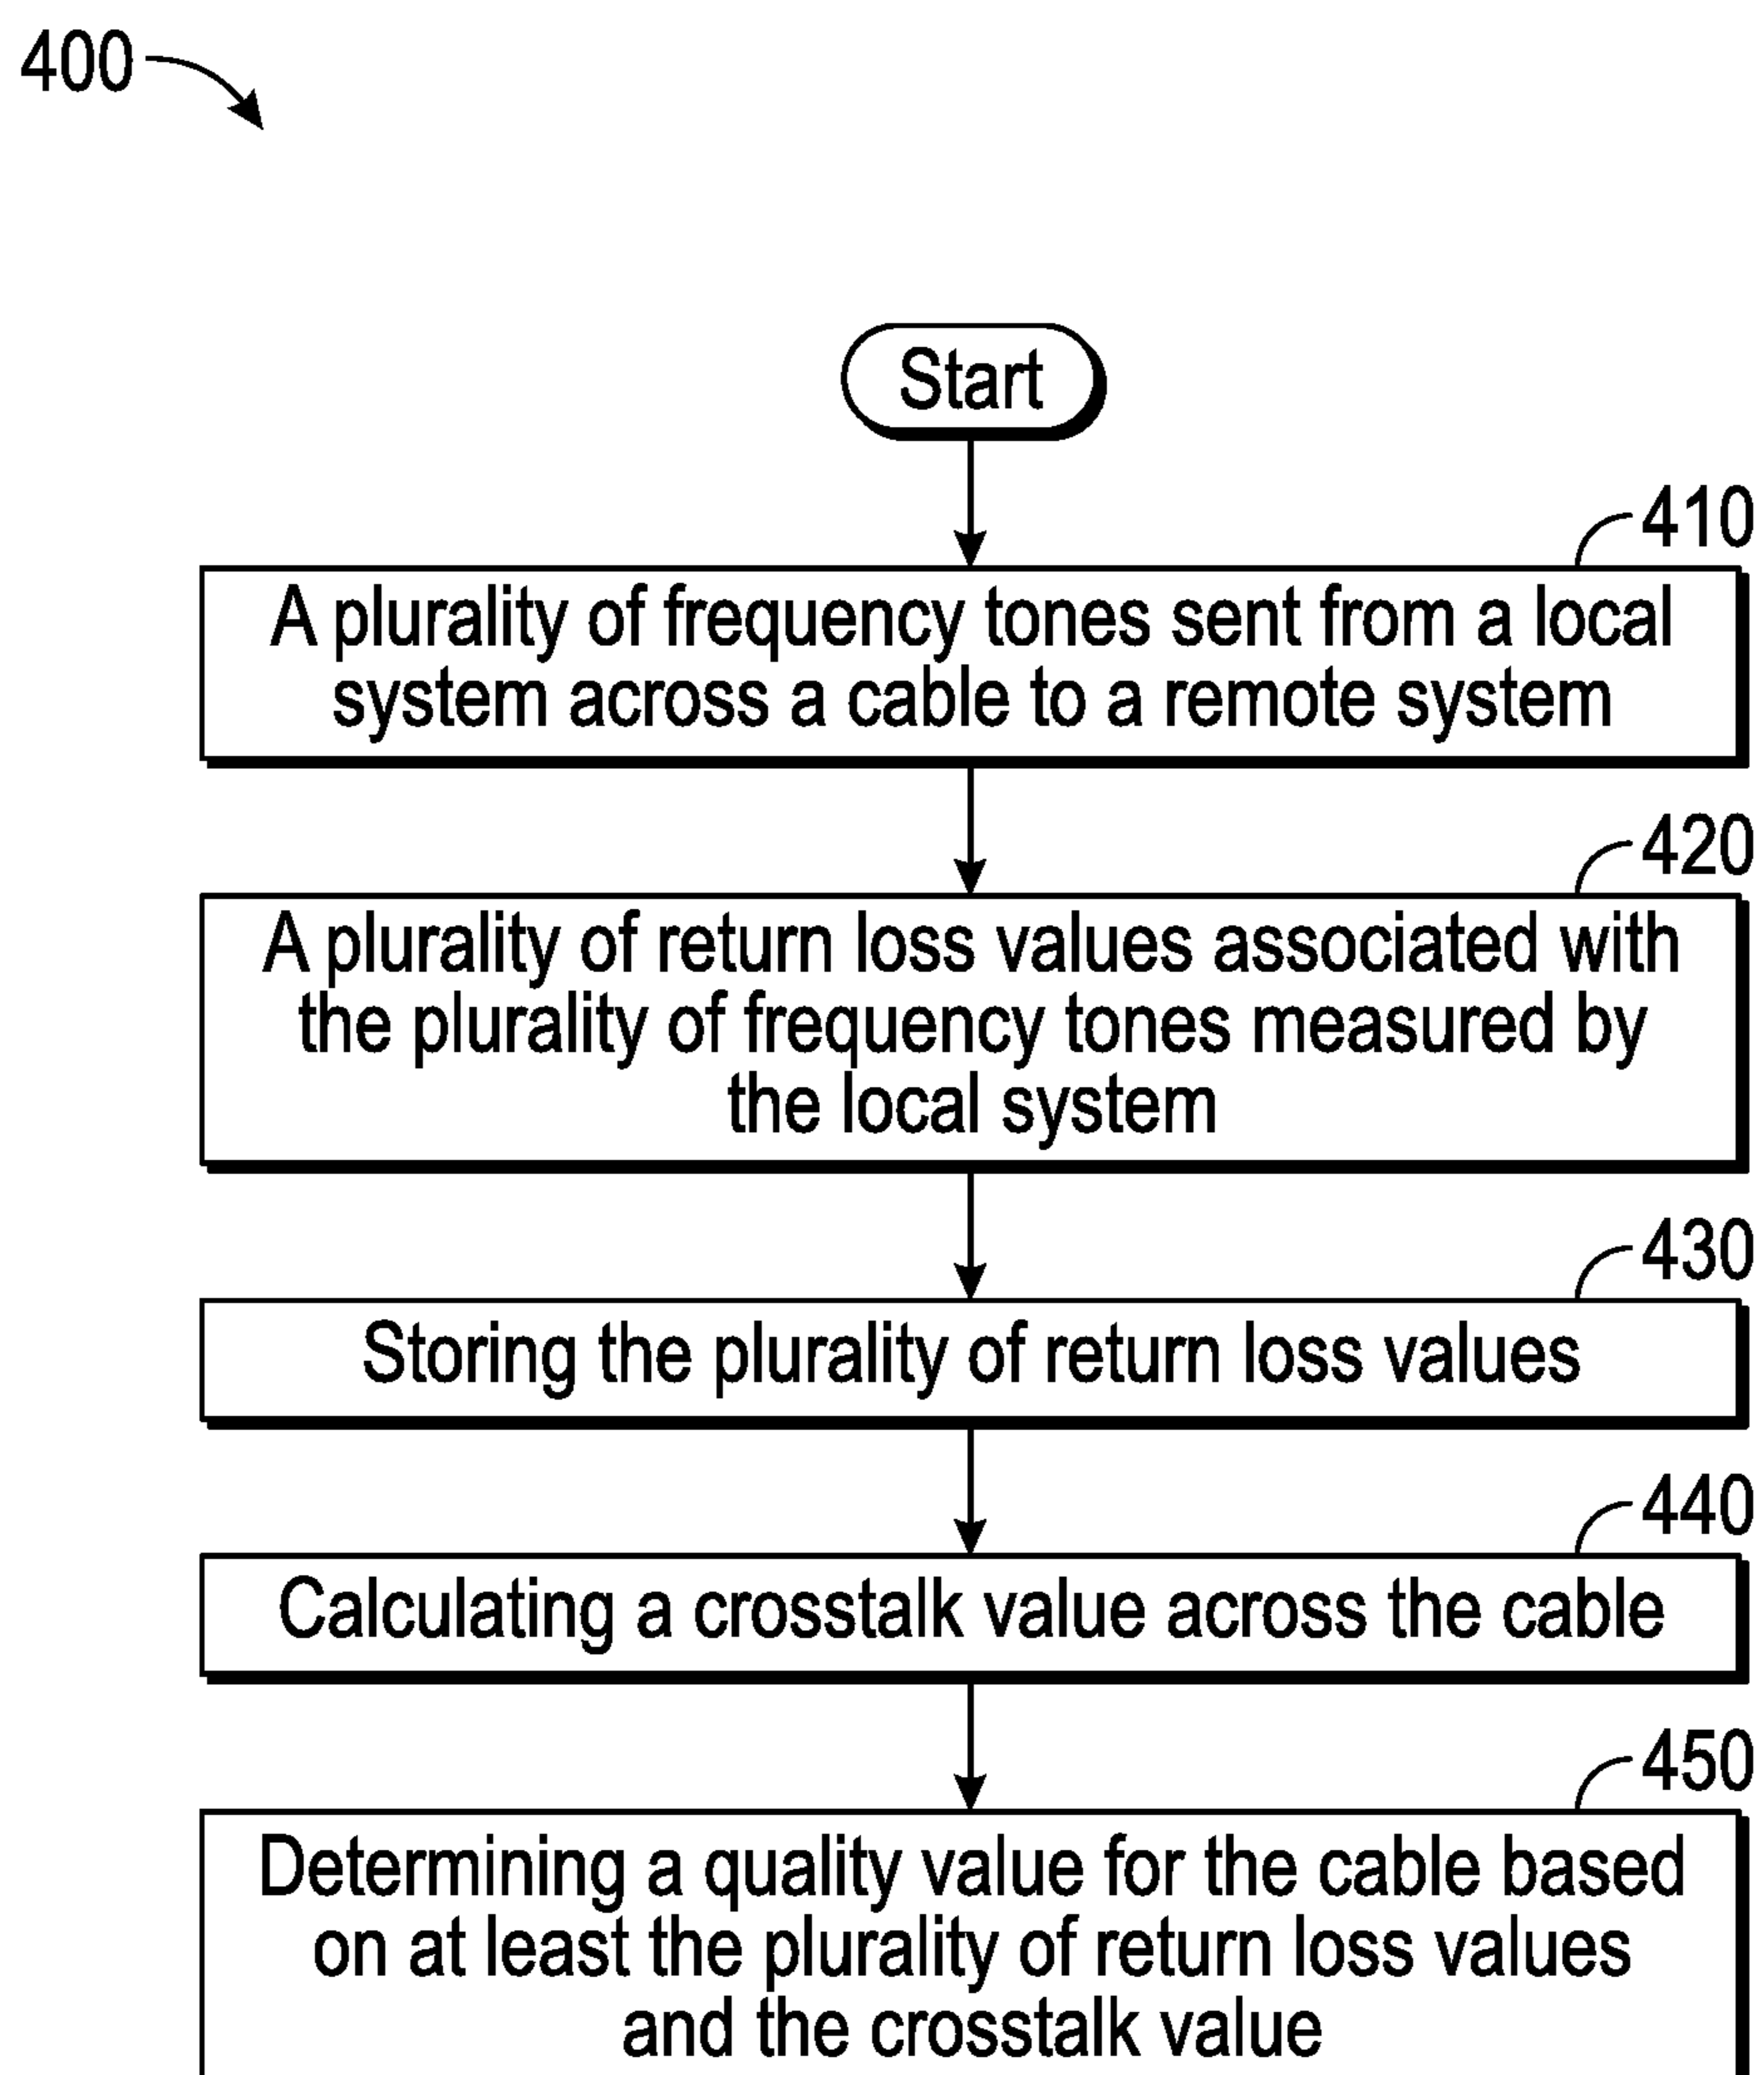 400
Start
410
A plurality of frequency tones sent from a local
system across a cable to a remote system
420
A plurality of return loss values associated with
the plurality of frequency tones measured by
the local system
430
Storing the plurality of return loss values
440
Calculating a crosstalk value across the cable
450
Determining a quality value for the cable based
on at least the plurality of return loss values
and the crosstalk value